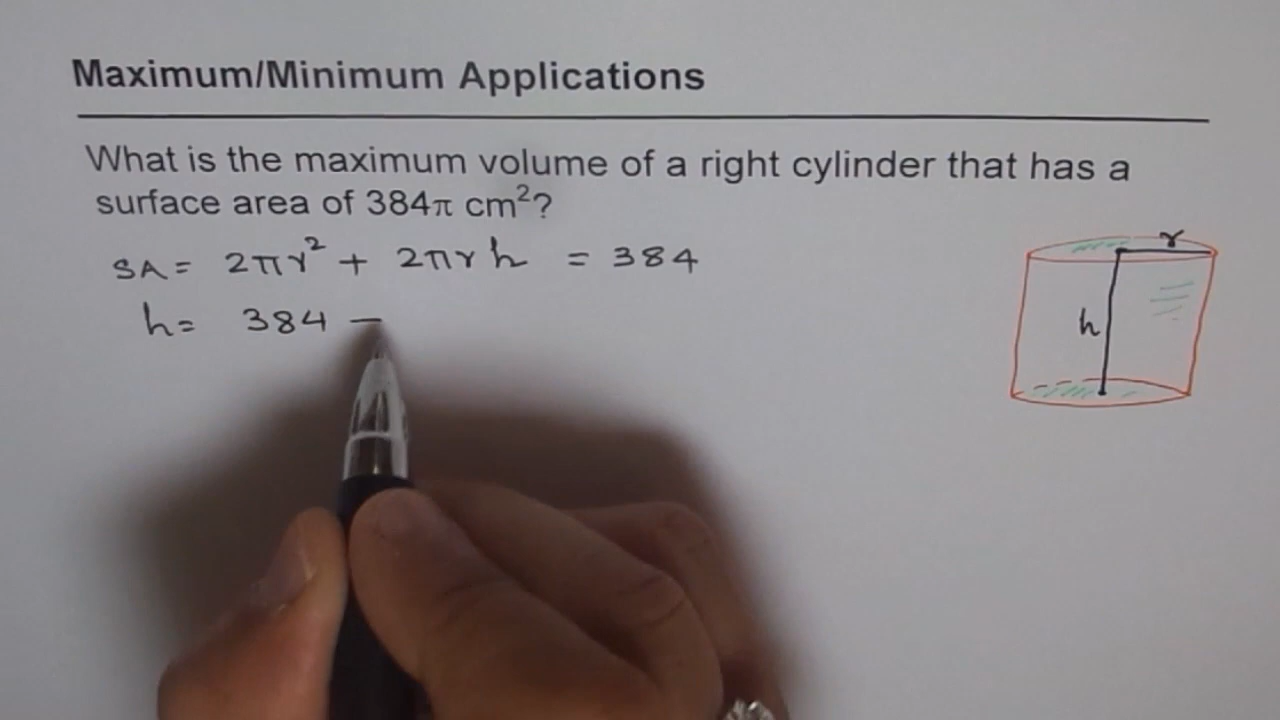 Maximum/Minimum Applications
What is the maximum volume of a right cylinder that has a
surface area of 384π cm²?
SA = 2πr² + 2πrh = 384
h = 384 –
r
h